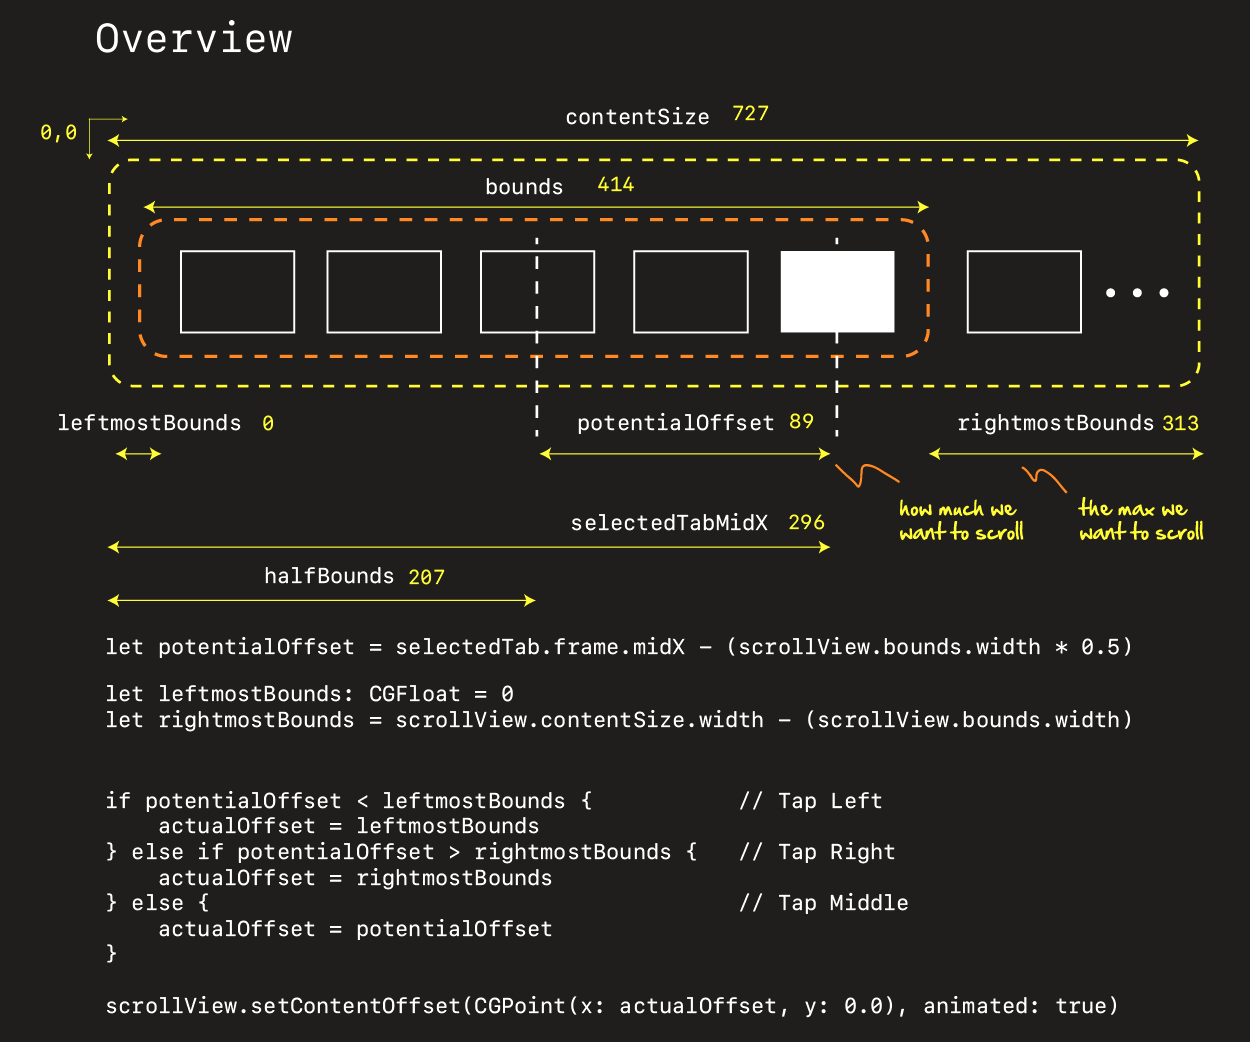 Overview
contentSize 727
0,0
bounds 414
leftmostBounds 0
potentialOffset 89
rightmostBounds 313
how much we
want to scroll
the max we
want to scroll
selectedTabMidX 296
halfBounds 207
let potentialOffset = selectedTab.frame.midX - (scrollView.bounds.width * 0.5)
let leftmostBounds: CGFloat = 0
let rightmostBounds = scrollView.contentSize.width - (scrollView.bounds.width)
if potentialOffset < leftmostBounds { // Tap Left
actualOffset = leftmostBounds
} else if potentialOffset > rightmostBounds { // Tap Right
actualOffset = rightmostBounds
} else { // Tap Middle
actualOffset = potentialOffset
}
scrollView.setContentOffset(CGPoint(x: actualOffset, y: 0.0), animated: true)